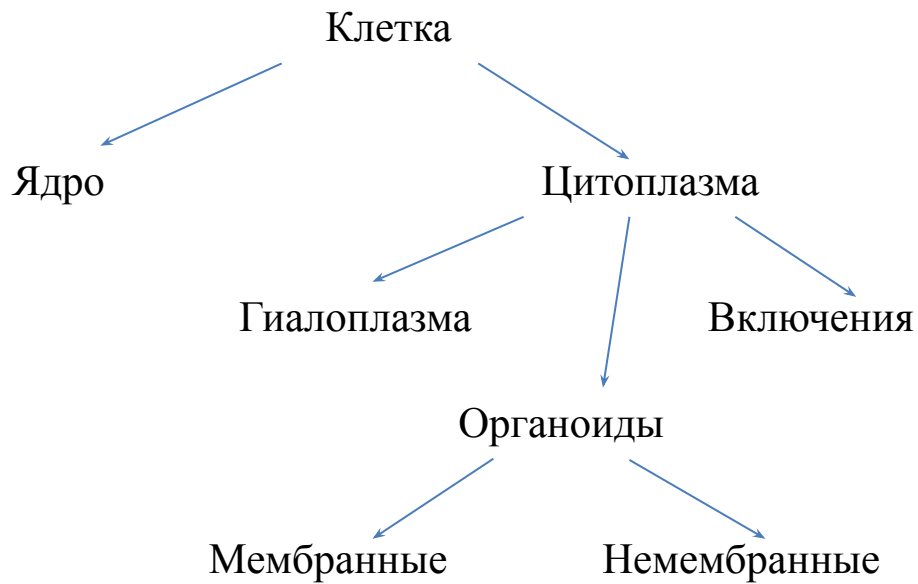 Клетка
Ядро
Цитоплазма
Гиалоплазма
Включения
Органоиды
Мембранные
Немембранные